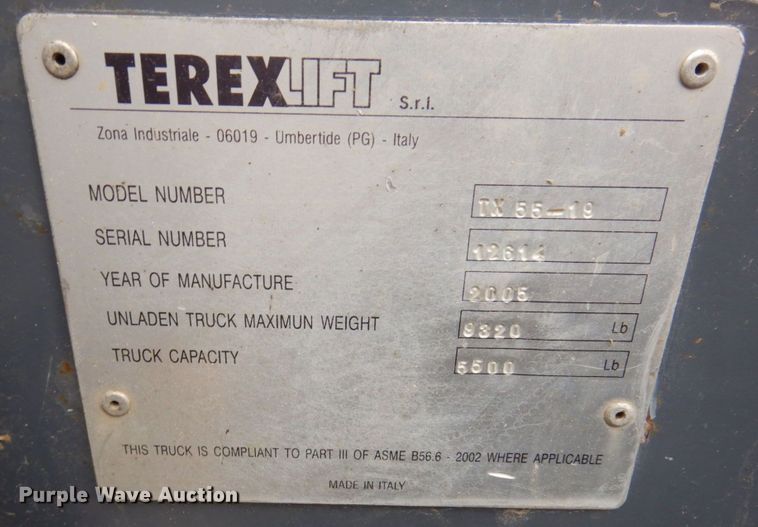 TEREXLIFT S.r.l.
Zona Industriale - 06019 - Umbertide (PG) - Italy
MODEL NUMBER TX 55-19
SERIAL NUMBER 12614
YEAR OF MANUFACTURE 2005
UNLADEN TRUCK MAXIMUN WEIGHT 9320 Lb
TRUCK CAPACITY 5500 Lb
THIS TRUCK IS COMPLIANT TO PART III OF ASME B56.6 - 2002 WHERE APPLICABLE
MADE IN ITALY
Purple Wave Auction